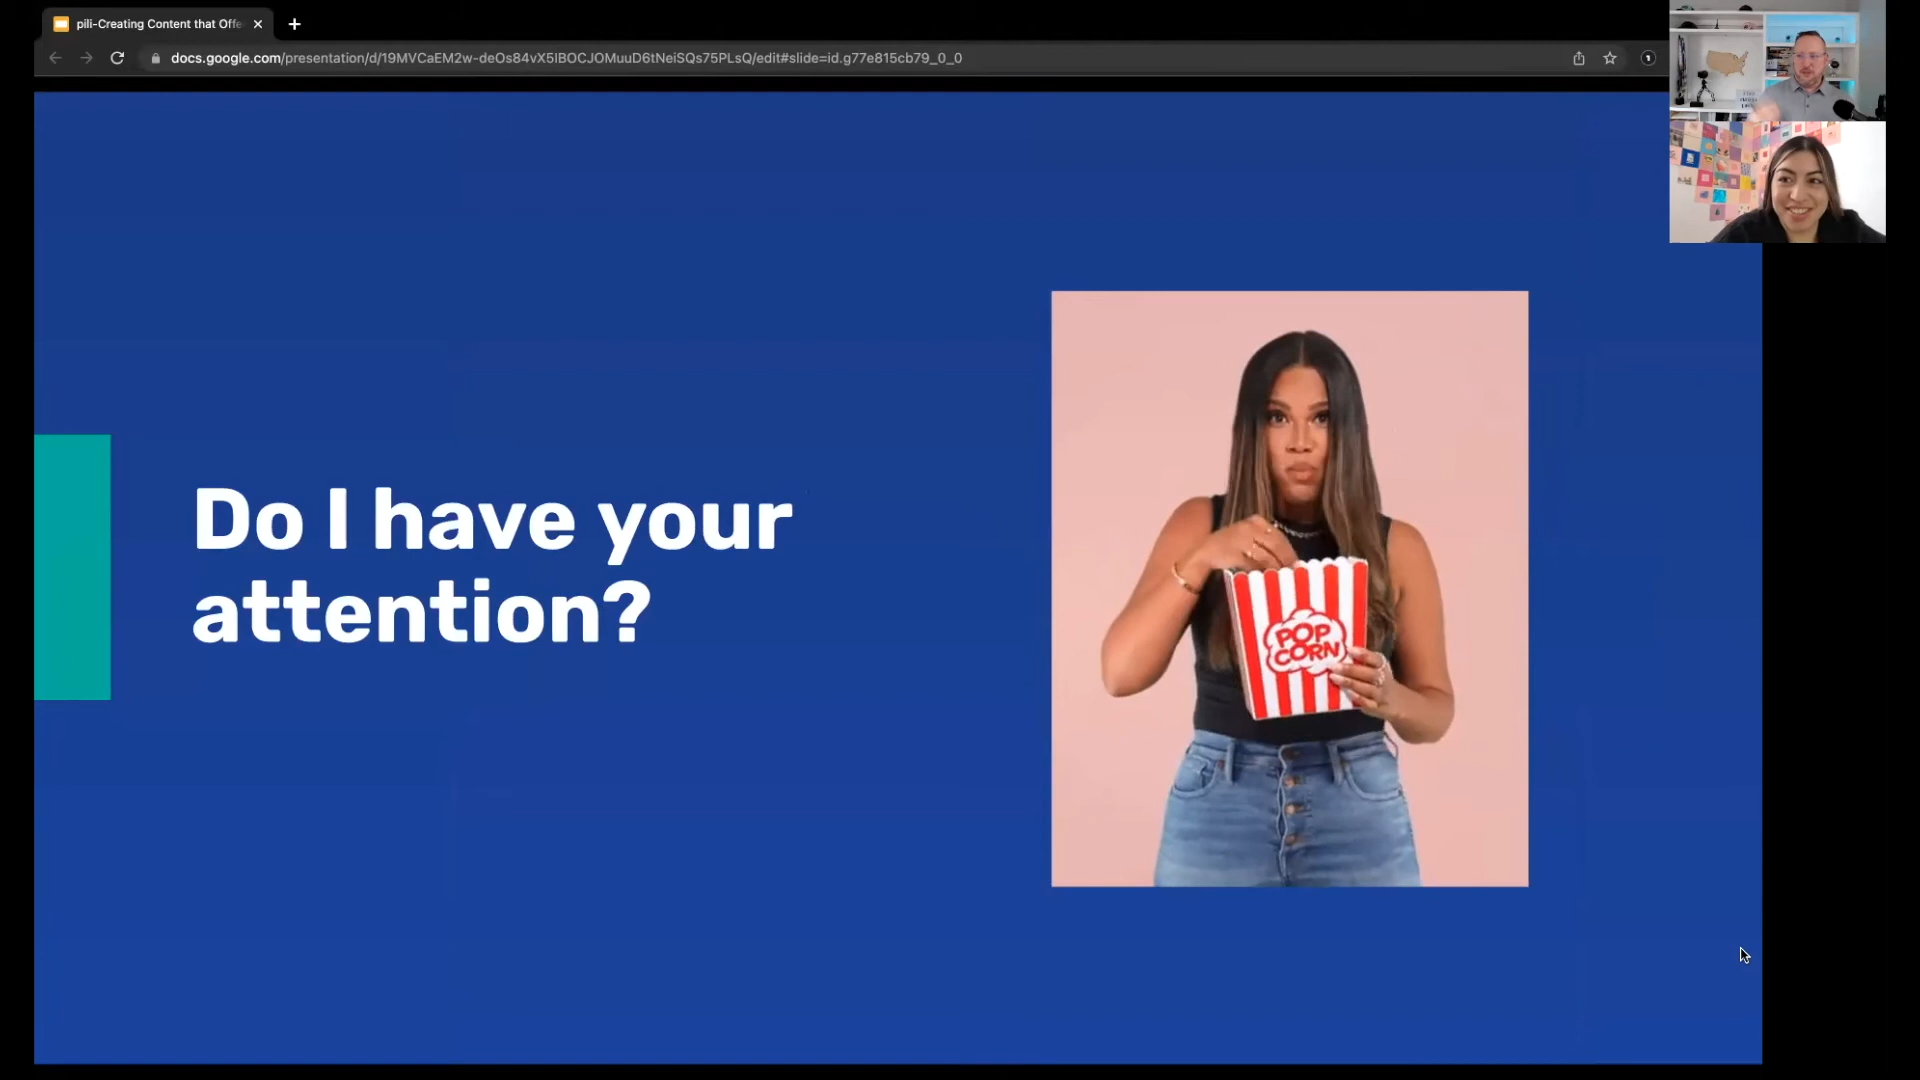 pili-Creating Content that Offe
docs.google.com/presentation/d/19MVCaEM2w-deOs84vX5IBOCJOMuuD6tNeiSQs75PLsQ/edit#slide=id.g77e815cb79_0_0
Do I have your
attention?
POP
CORN